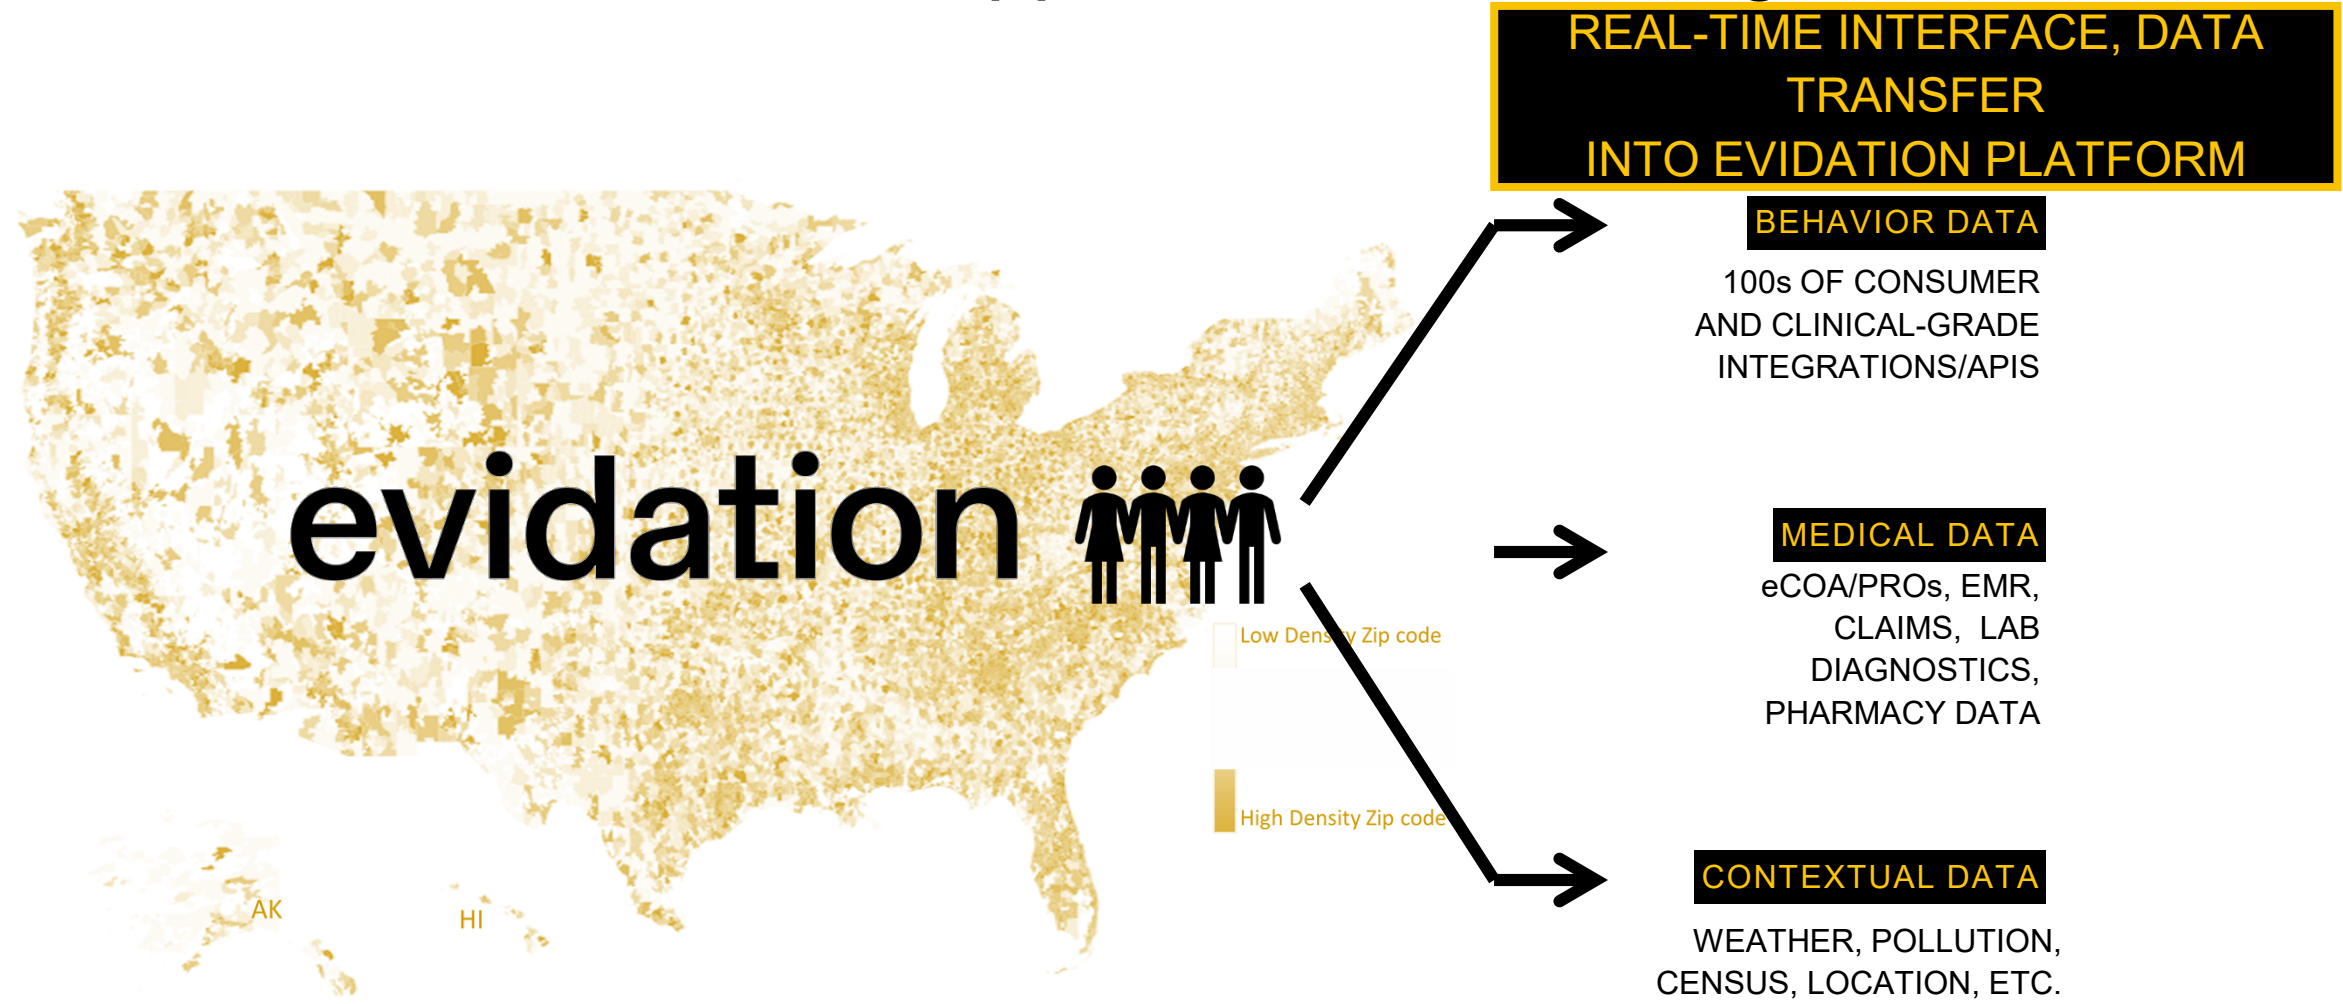 REAL-TIME INTERFACE, DATA
TRANSFER
INTO EVIDATION PLATFORM
BEHAVIOR DATA
100s OF CONSUMER
AND CLINICAL-GRADE
INTEGRATIONS/APIS
evidation
MEDICAL DATA
eCOA/PROs, EMR,
CLAIMS, LAB
DIAGNOSTICS,
PHARMACY DATA
Low Density Zip code
High Density Zip code
CONTEXTUAL DATA
WEATHER, POLLUTION,
CENSUS, LOCATION, ETC.
AK
HI